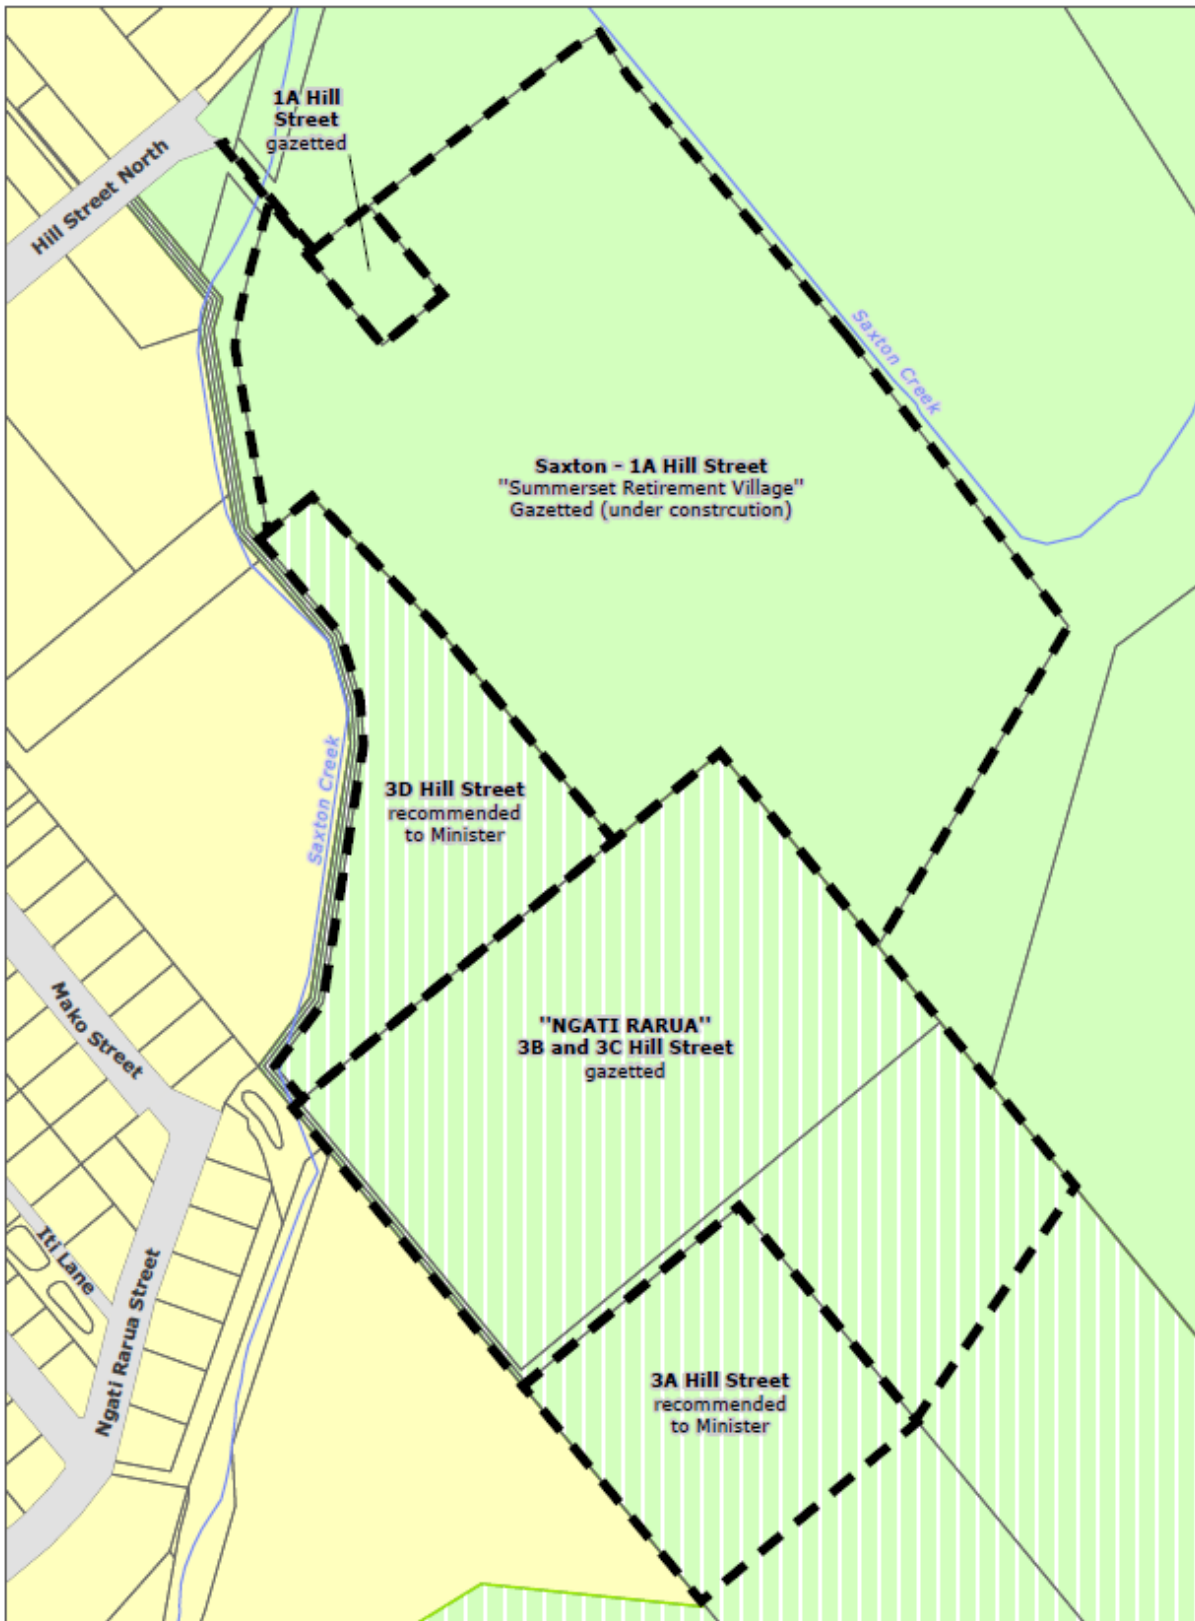 1A Hill
Street
gazetted
Hill Street North
Saxton Creek
Saxton - 1A Hill Street
"Summerset Retirement Village"
Gazetted (under constrcution)
Saxton Creek
3D Hill Street
recommended
to Minister
"NGATI RARUA"
3B and 3C Hill Street
gazetted
Mako Street
Iti Lane
Ngati Rarua Street
3A Hill Street
recommended
to Minister